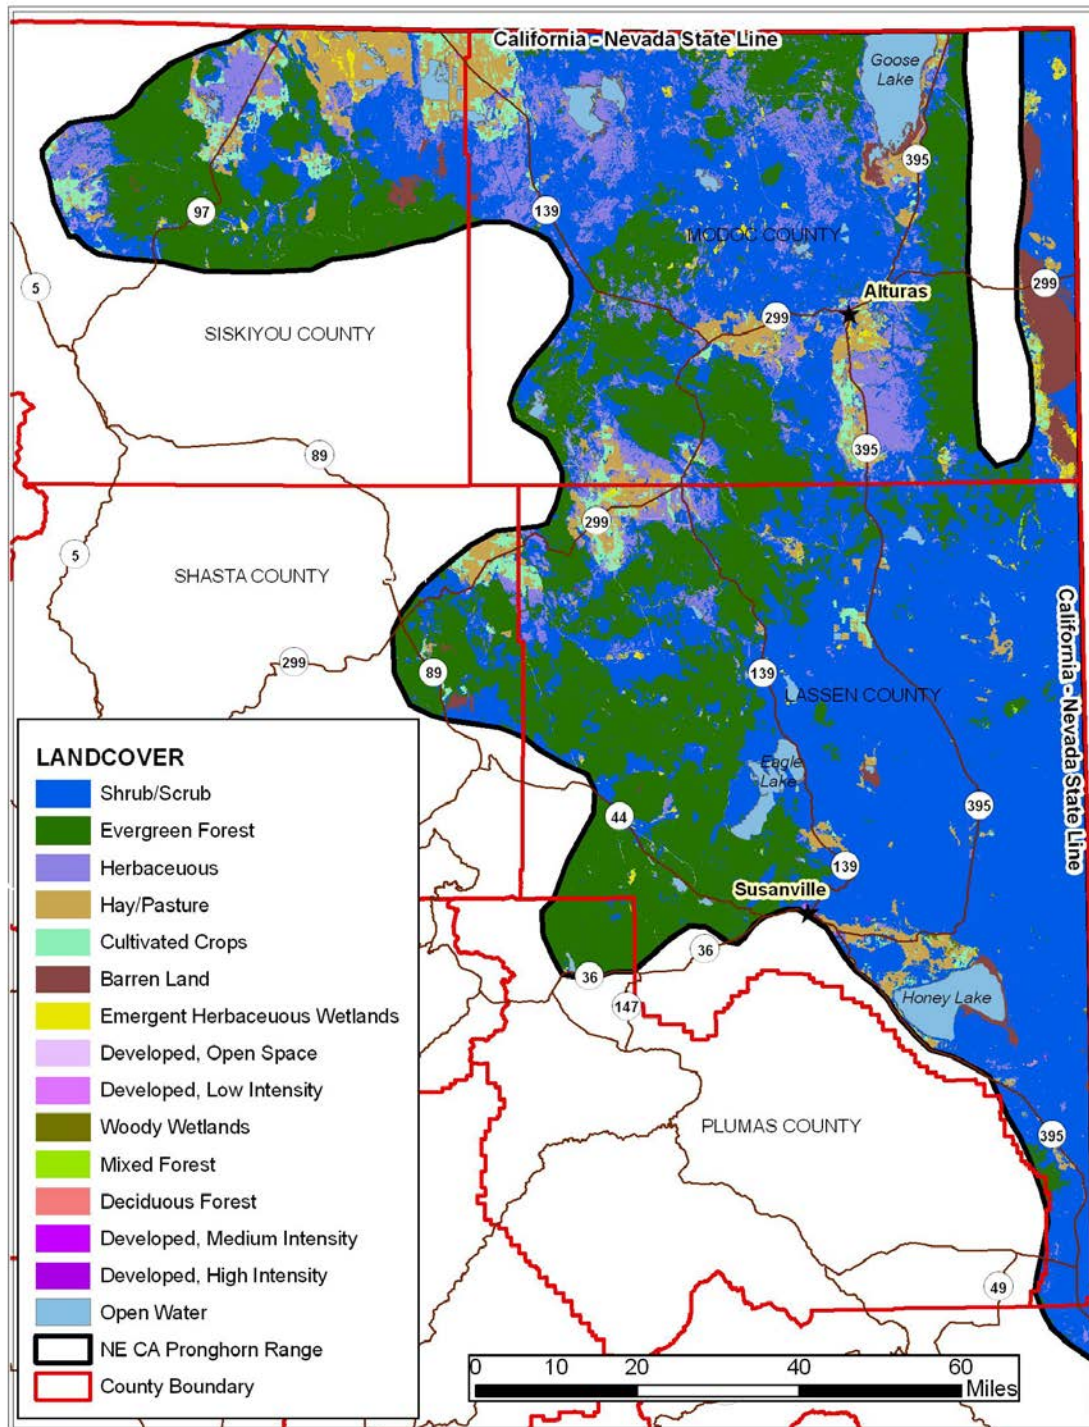 California - Nevada State Line
Goose
Lake
395
97
139
MODOC COUNTY
5
299
Alturas
299
SISKIYOU COUNTY
89
395
299
5
SHASTA COUNTY
California - Nevada State Line
299
89
139
LASSEN COUNTY
Eagle
Lake
395
44
139
Susanville
36
36
147
Honey Lake
PLUMAS COUNTY
395
49
LANDCOVER
Shrub/Scrub
Evergreen Forest
Herbaceuous
Hay/Pasture
Cultivated Crops
Barren Land
Emergent Herbaceuous Wetlands
Developed, Open Space
Developed, Low Intensity
Woody Wetlands
Mixed Forest
Deciduous Forest
Developed, Medium Intensity
Developed, High Intensity
Open Water
NE CA Pronghorn Range
County Boundary
0 10 20 40 60
Miles